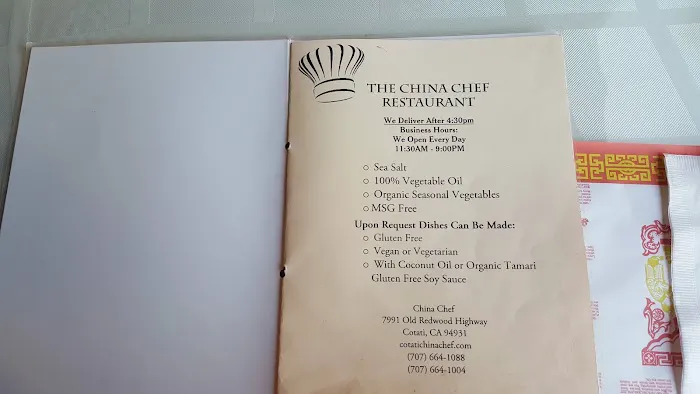 THE CHINA CHEF
RESTAURANT
We Deliver After 4:30pm
Business Hours:
We Open Every Day
11:30AM - 9:00PM
○ Sea Salt
○ 100% Vegetable Oil
○ Organic Seasonal Vegetables
○ MSG Free
Upon Request Dishes Can Be Made:
○ Gluten Free
○ Vegan or Vegetarian
○ With Coconut Oil or Organic Tamari
Gluten Free Soy Sauce
China Chef
7991 Old Redwood Highway
Cotati, CA 94931
cotatichinachef.com
(707) 664-1088
(707) 664-1004